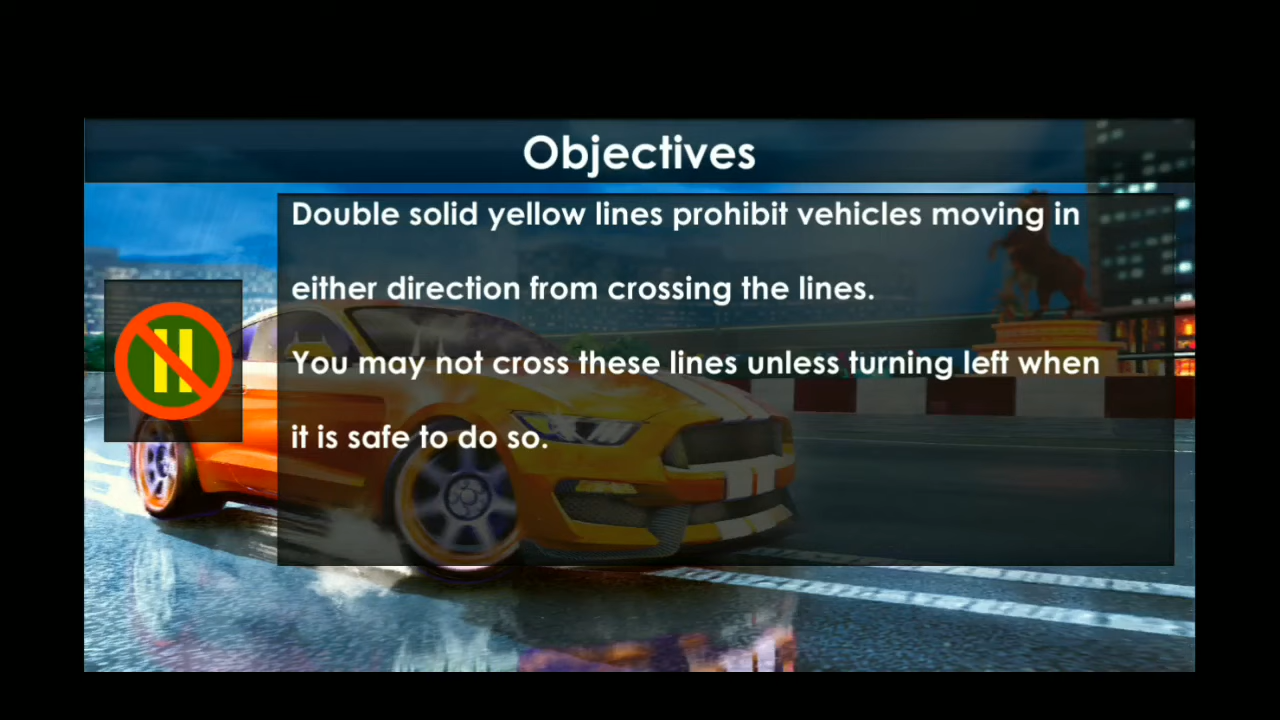 Objectives
Double solid yellow lines prohibit vehicles moving in
either direction from crossing the lines.
You may not cross these lines unless turning left when
it is safe to do so.